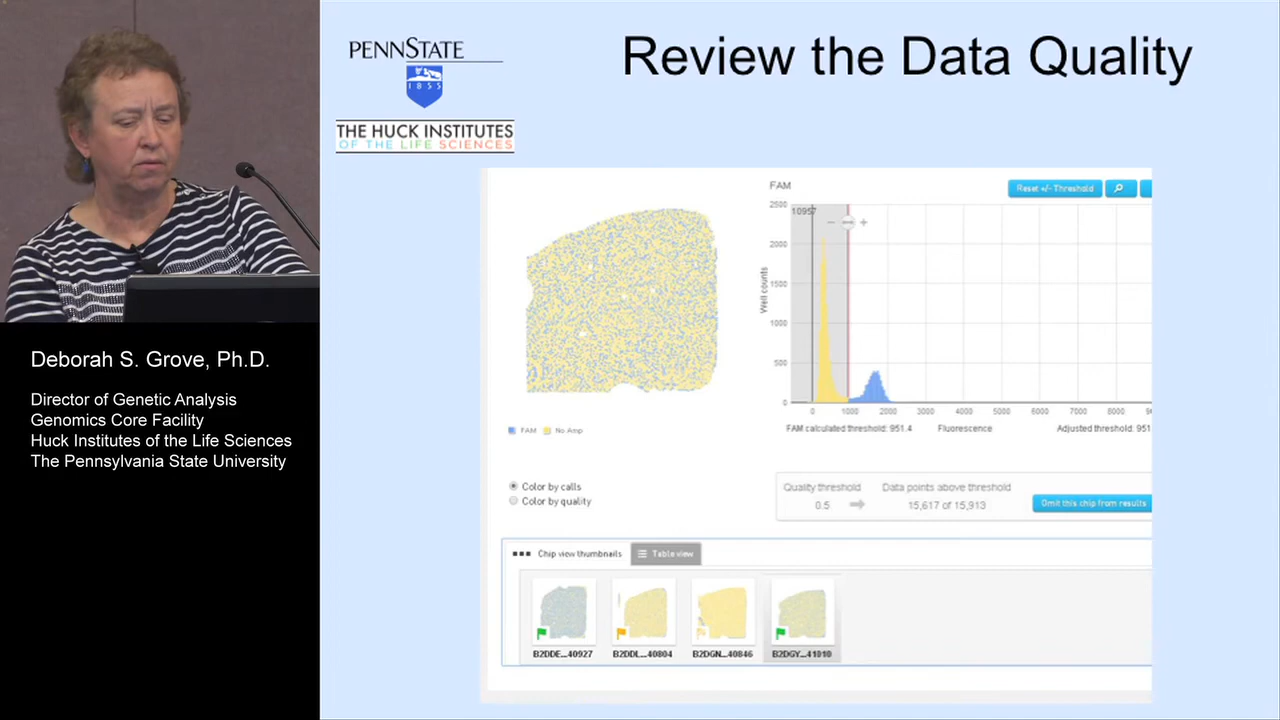 PENNSTATE
1855
THE HUCK INSTITUTES
OF THE LIFE SCIENCES
Review the Data Quality
Deborah S. Grove, Ph.D.
Director of Genetic Analysis
Genomics Core Facility
Huck Institutes of the Life Sciences
The Pennsylvania State University
FAM
Reset +/- Threshold
10957
Well counts
2500
2000
1500
1000
500
0
0 1000 2000 3000 4000 5000 6000 7000 8000
FAM calculated threshold: 951.4 Fluorescence Adjusted threshold: 951
FAM No Amp
Color by calls
Color by quality
Quality threshold Data points above threshold
0.5 15,617 of 15,913
Omit this chip from results
Chip view thumbnails Table view
B2DDE...40927 B2DDL...40804 B2DGN...40846 B2DGY...41010